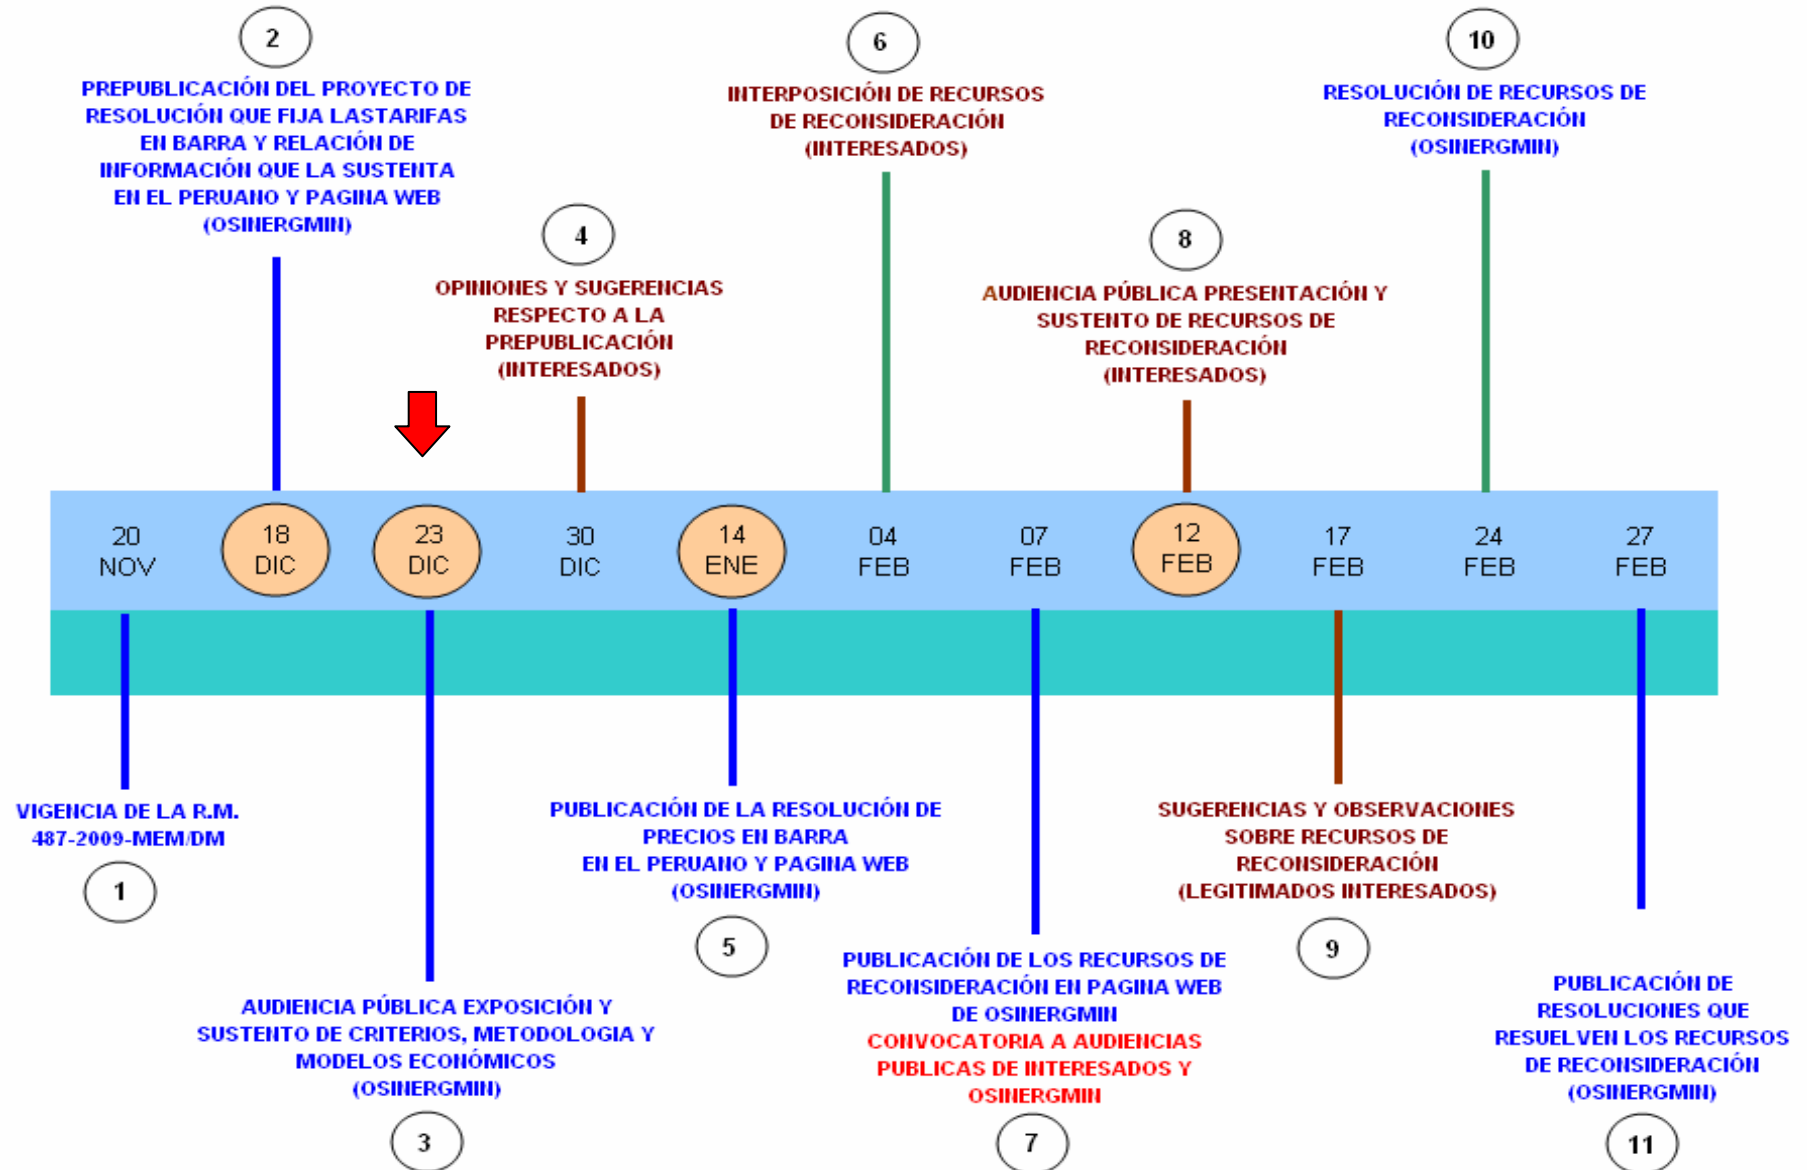 2
PREPUBLICACIÓN DEL PROYECTO DE
RESOLUCIÓN QUE FIJA LASTARIFAS
EN BARRA Y RELACIÓN DE
INFORMACIÓN QUE LA SUSTENTA
EN EL PERUANO Y PAGINA WEB
(OSINERGMIN)
4
OPINIONES Y SUGERENCIAS
RESPECTO A LA
PREPUBLICACIÓN
(INTERESADOS)
6
INTERPOSICIÓN DE RECURSOS
DE RECONSIDERACIÓN
(INTERESADOS)
8
AUDIENCIA PÚBLICA PRESENTACIÓN Y
SUSTENTO DE RECURSOS DE
RECONSIDERACIÓN
(INTERESADOS)
10
RESOLUCIÓN DE RECURSOS DE
RECONSIDERACIÓN
(OSINERGMIN)
20
NOV
18
DIC
23
DIC
30
DIC
14
ENE
04
FEB
07
FEB
12
FEB
17
FEB
24
FEB
27
FEB
VIGENCIA DE LA R.M.
487-2009-MEM/DM
1
AUDIENCIA PÚBLICA EXPOSICIÓN Y
SUSTENTO DE CRITERIOS, METODOLOGIA Y
MODELOS ECONÓMICOS
(OSINERGMIN)
3
PUBLICACIÓN DE LA RESOLUCIÓN DE
PRECIOS EN BARRA
EN EL PERUANO Y PAGINA WEB
(OSINERGMIN)
5
PUBLICACIÓN DE LOS RECURSOS DE
RECONSIDERACIÓN EN PAGINA WEB
DE OSINERGMIN
CONVOCATORIA A AUDIENCIAS
PUBLICAS DE INTERESADOS Y
OSINERGMIN
7
SUGERENCIAS Y OBSERVACIONES
SOBRE RECURSOS DE
RECONSIDERACIÓN
(LEGITIMADOS INTERESADOS)
9
PUBLICACIÓN DE
RESOLUCIONES QUE
RESUELVEN LOS RECURSOS
DE RECONSIDERACIÓN
(OSINERGMIN)
11